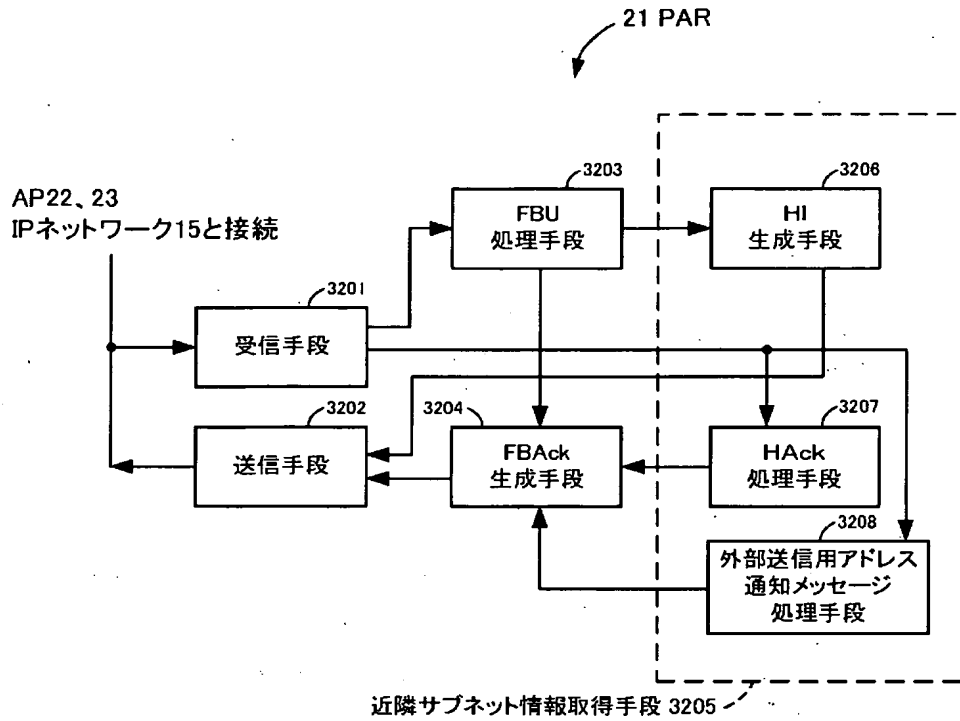 21 PAR
AP22、23
IPネットワーク15と接続
3203
FBU
処理手段
3206
HI
生成手段
3201
受信手段
3202
送信手段
3204
FBAck
生成手段
3207
HAck
処理手段
3208
外部送信用アドレス
通知メッセージ
処理手段
近隣サブネット情報取得手段 3205